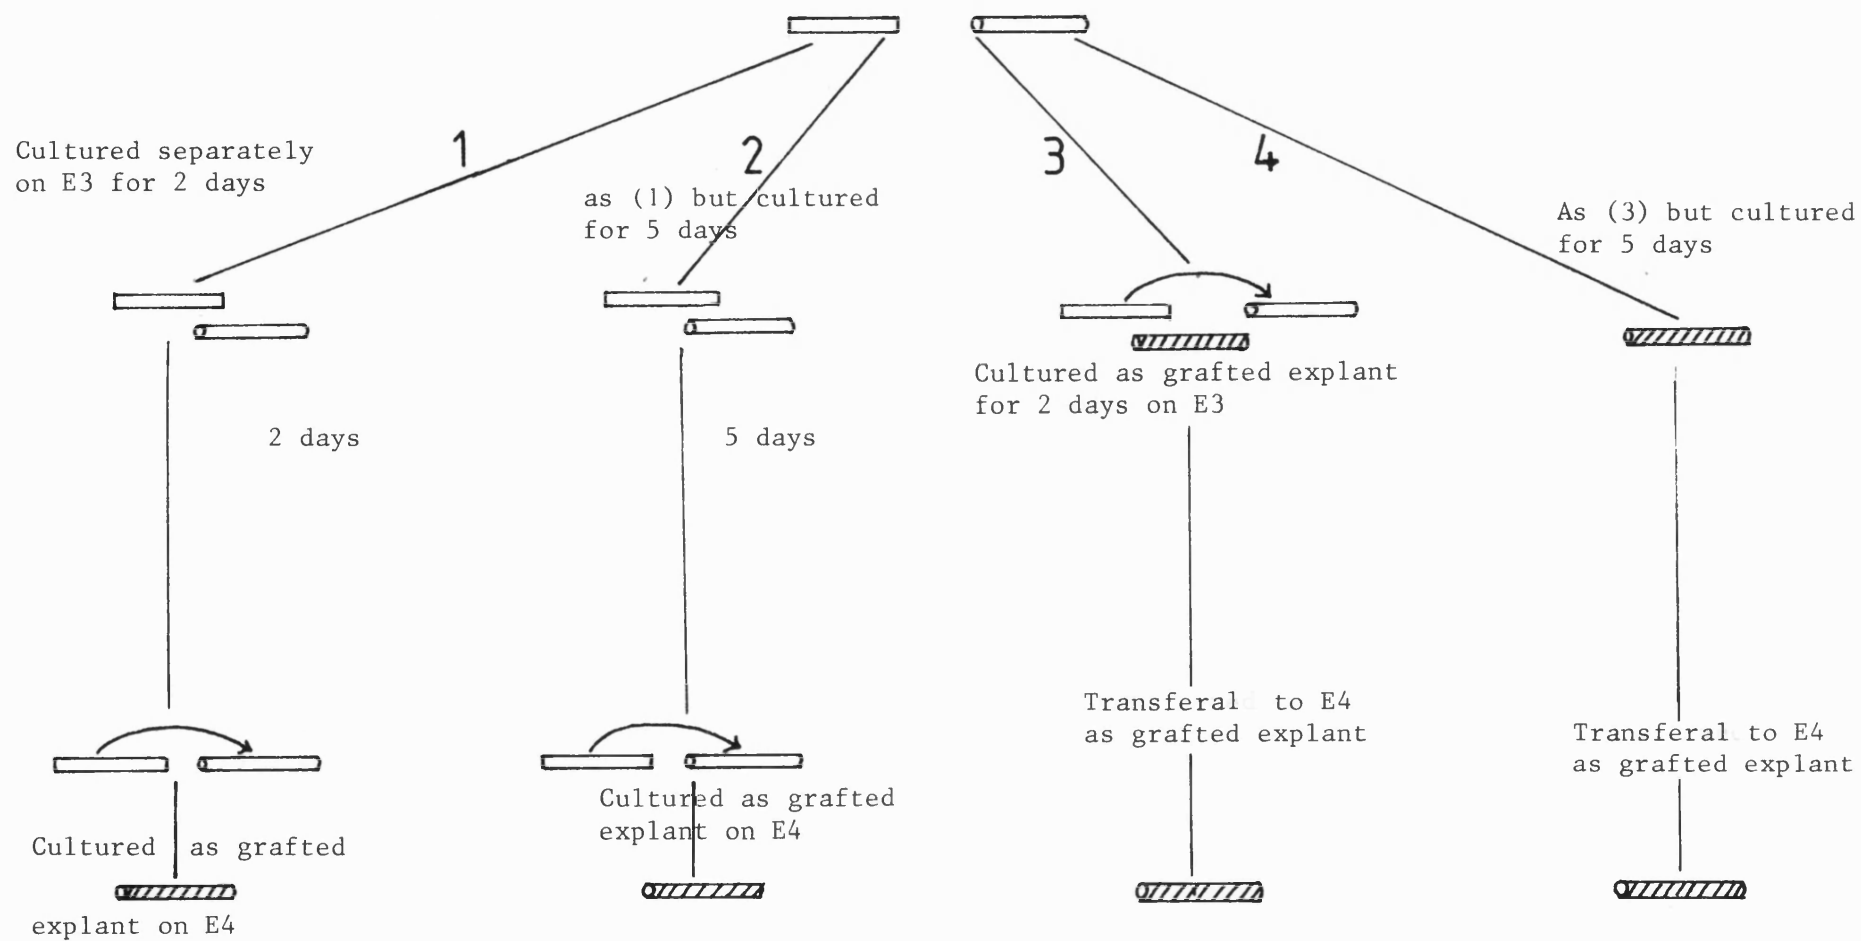 1
2
3
4
Cultured separately
on E3 for 2 days
as (1) but cultured
for 5 days
As (3) but cultured
for 5 days
Cultured as grafted explant
for 2 days on E3
2 days
5 days
Transferal to E4
as grafted explant
Transferal to E4
as grafted explant
Cultured as grafted
explant on E4
Cultured as grafted
explant on E4